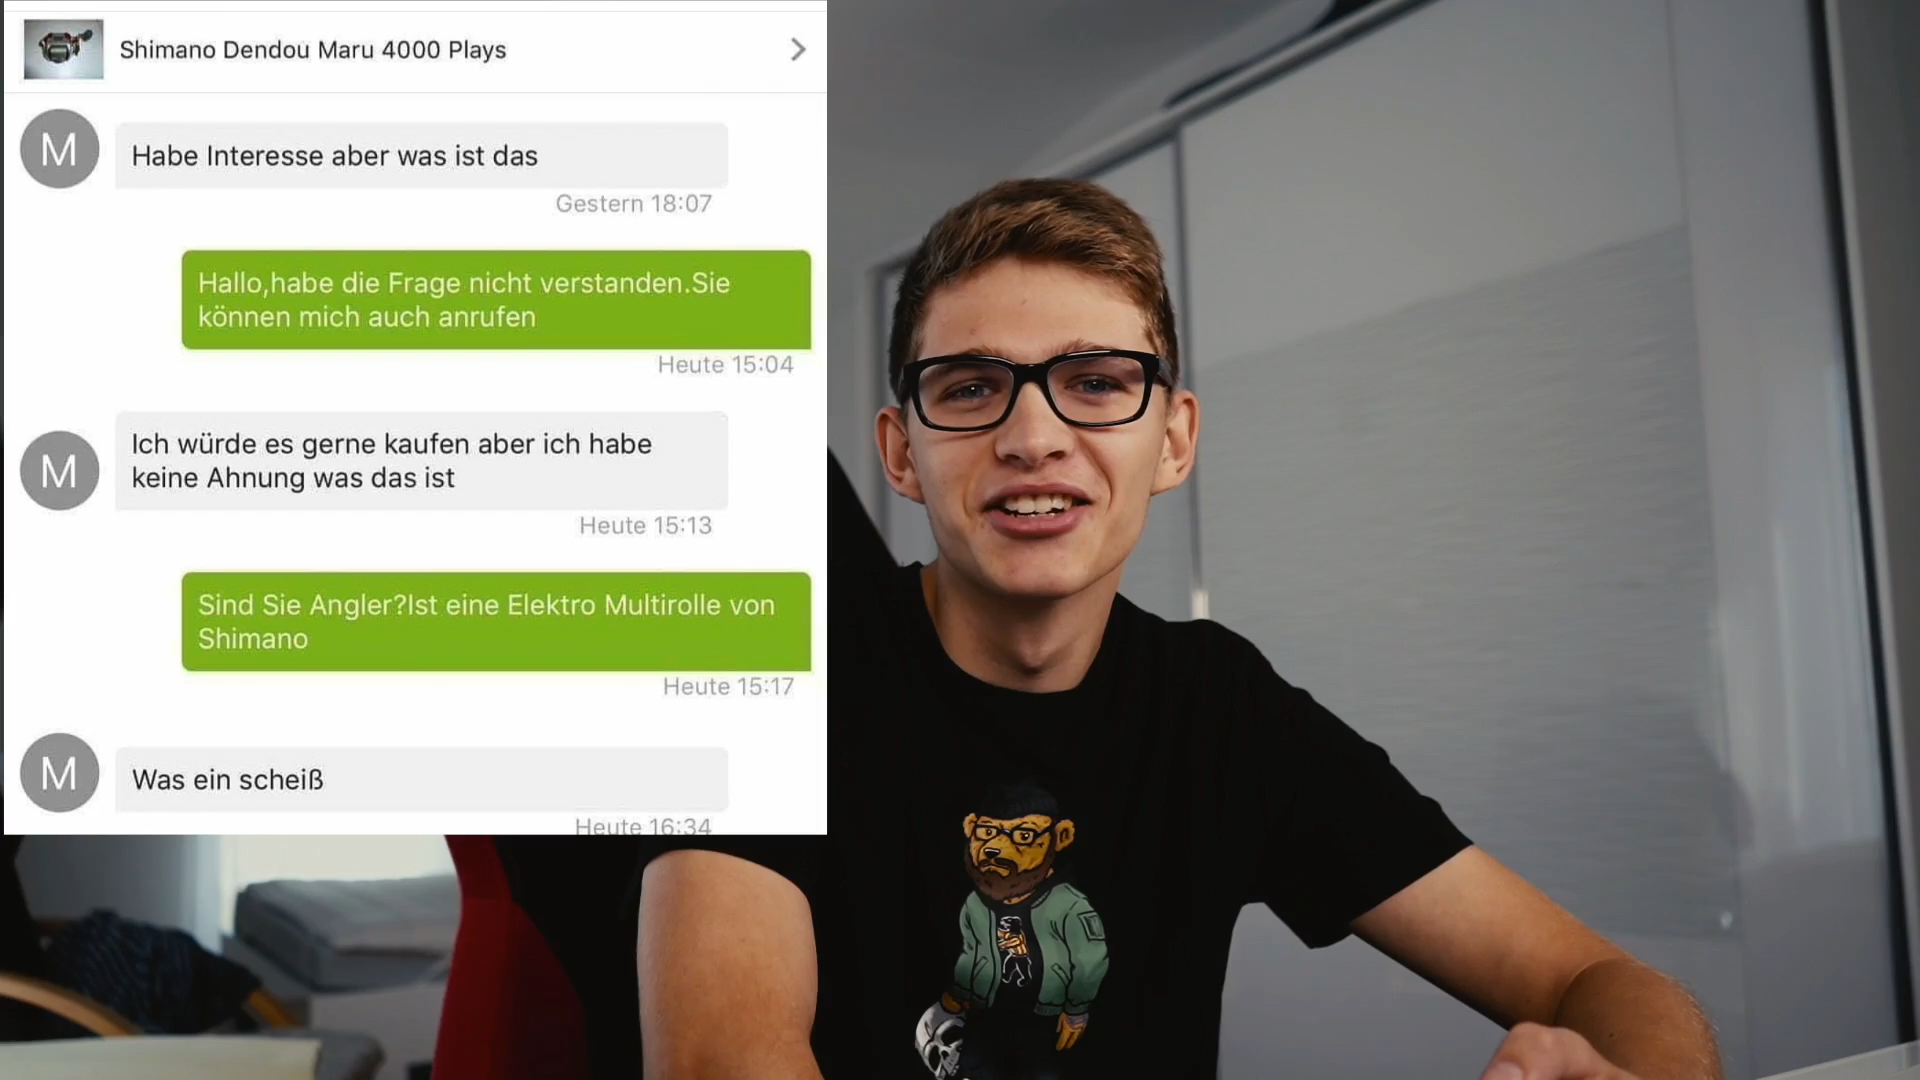 Shimano Dendou Maru 4000 Plays
M
Habe Interesse aber was ist das
Gestern 18:07
Hallo,habe die Frage nicht verstanden.Sie
können mich auch anrufen
Heute 15:04
M
Ich würde es gerne kaufen aber ich habe
keine Ahnung was das ist
Heute 15:13
Sind Sie Angler?Ist eine Elektro Multirolle von
Shimano
Heute 15:17
M
Was ein scheiß
Heute 16:34